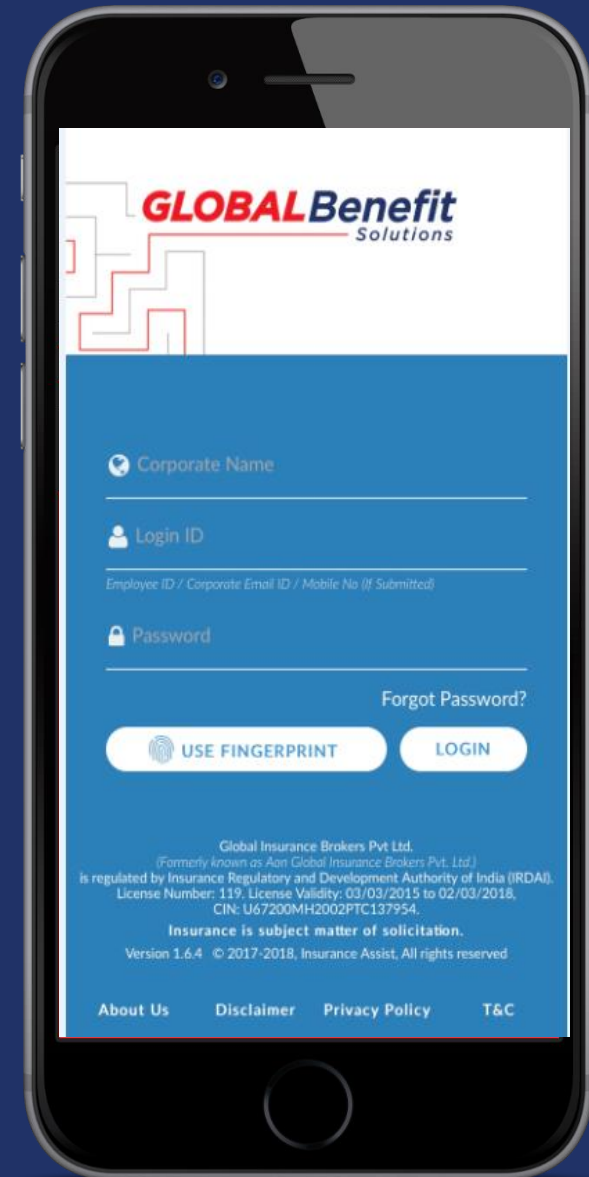 GLOBAL Benefit
Solutions
Corporate Name
Login ID
Employee ID / Corporate Email ID / Mobile No (If Submitted)
Password
Forgot Password?
USE FINGERPRINT
LOGIN
Global Insurance Brokers Pvt Ltd.
(Formerly known as Aon Global Insurance Brokers Pvt. Ltd.)
is regulated by Insurance Regulatory and Development Authority of India (IRDAI).
License Number: 119, License Validity: 03/03/2015 to 02/03/2018,
CIN: U67200MH2002PTC137954.
Insurance is subject matter of solicitation.
Version 1.6.4 © 2017-2018, Insurance Assist, All rights reserved
About Us Disclaimer Privacy Policy T&C